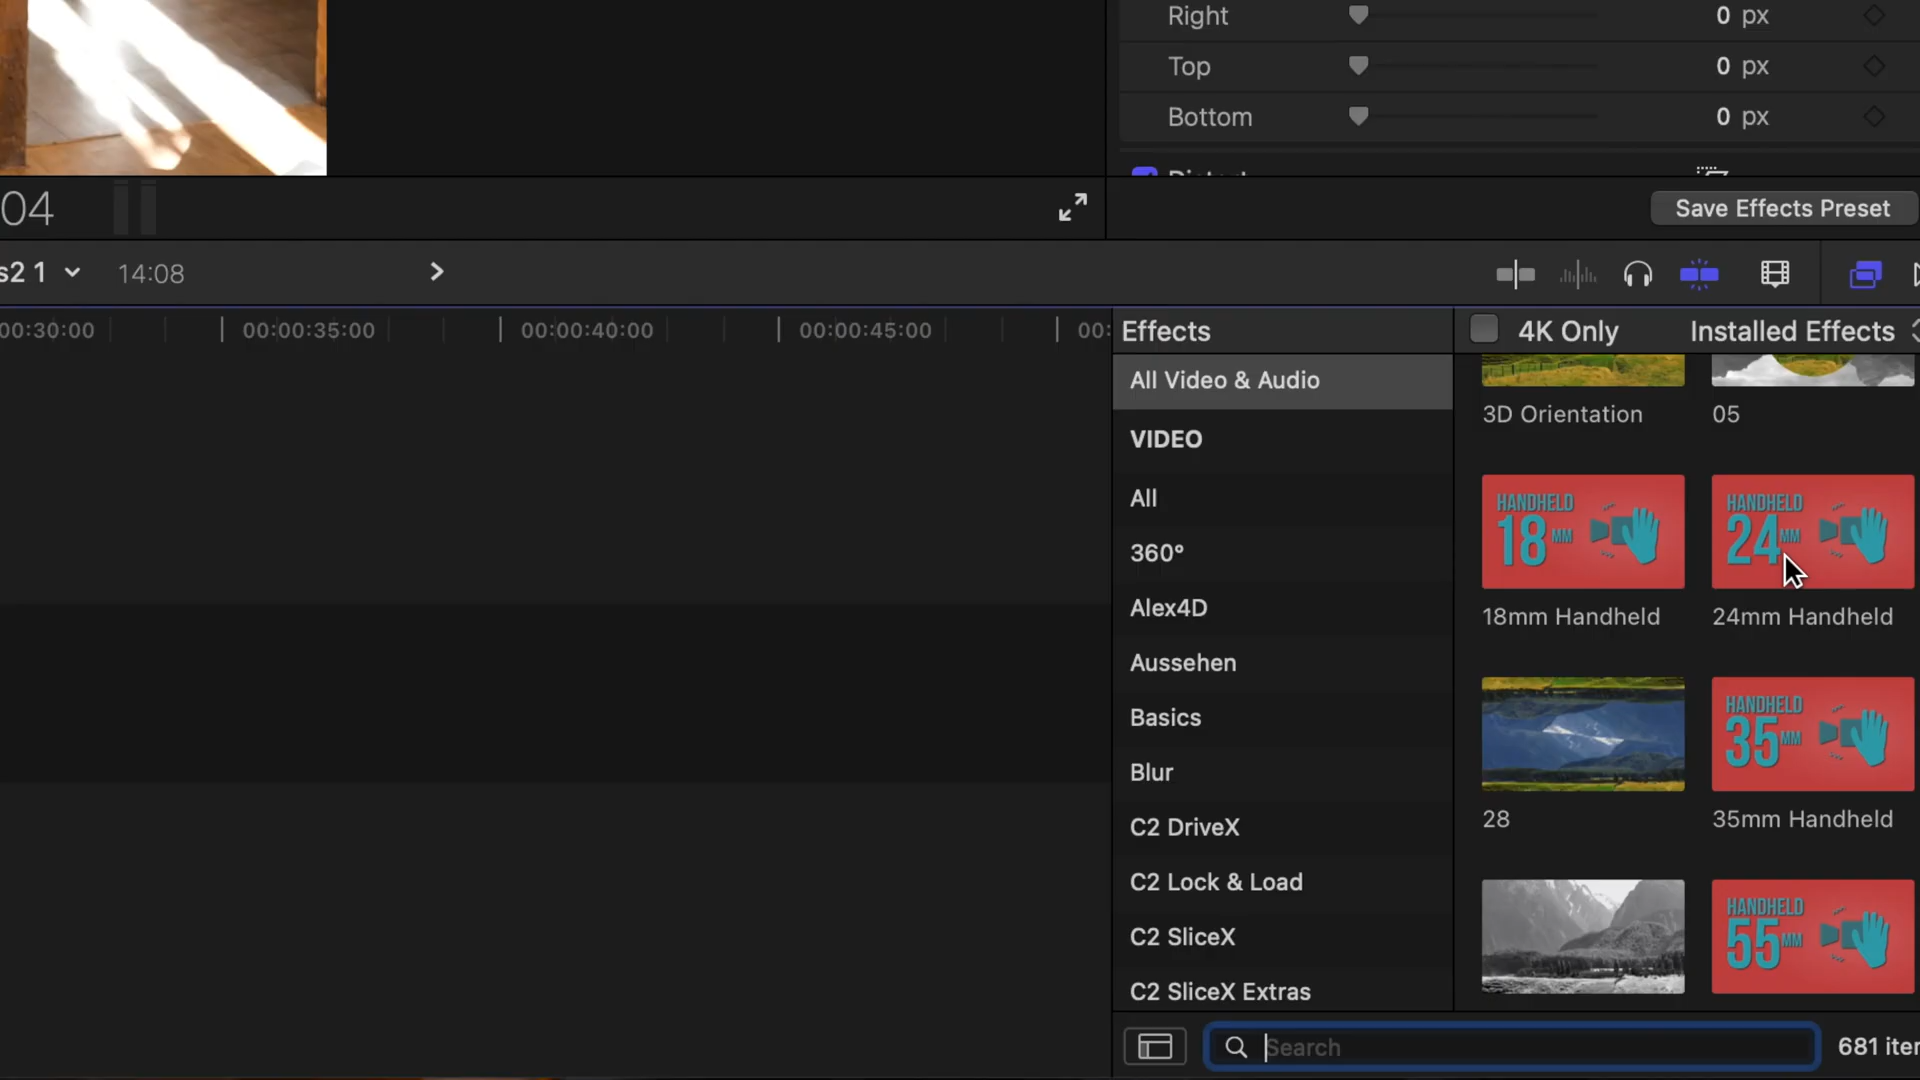 Right 0 px
Top 0 px
Bottom 0 px
Distort
04
Save Effects Preset
s2 1 14:08
00:30:00 00:00:35:00 00:00:40:00 00:00:45:00 00:
Effects 4K Only Installed Effects
All Video & Audio
VIDEO
All
360°
Alex4D
Aussehen
Basics
Blur
C2 DriveX
C2 Lock & Load
C2 SliceX
C2 SliceX Extras
3D Orientation 05
HANDHELD 18 MM
HANDHELD 24 MM
18mm Handheld 24mm Handheld
HANDHELD 35 MM
28 35mm Handheld
HANDHELD 55 MM
Search 681 iter